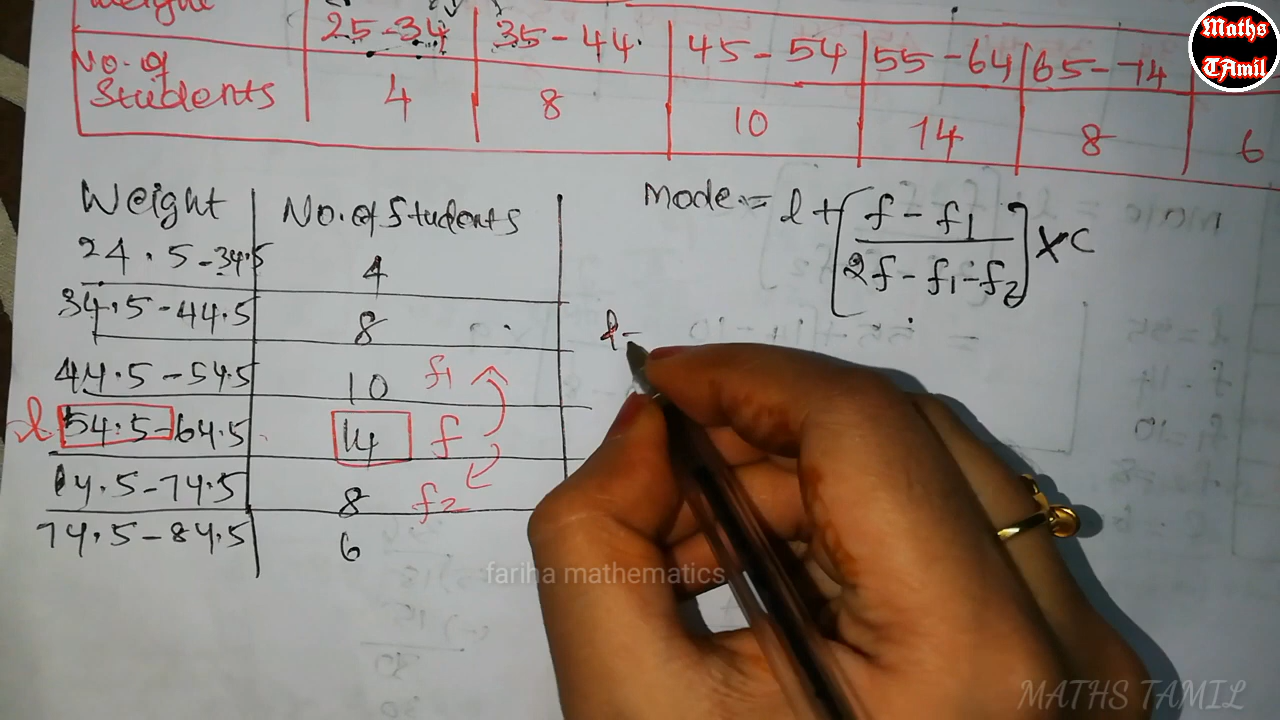 Weight
25-34 35-44 45-54 55-64 65-74
No. of Students 4 8 10 14 8 6
Weight No. of Students
24.5-34.5 4
34.5-44.5 8
44.5-54.5 10 f1
l 54.5-64.5 14 f
64.5-74.5 8 f2
74.5-84.5 6
Mode = l + [f - f1 / 2f - f1 - f2] × c
l =
Maths
TAmil
fariha mathematics
MATHS TAMIL